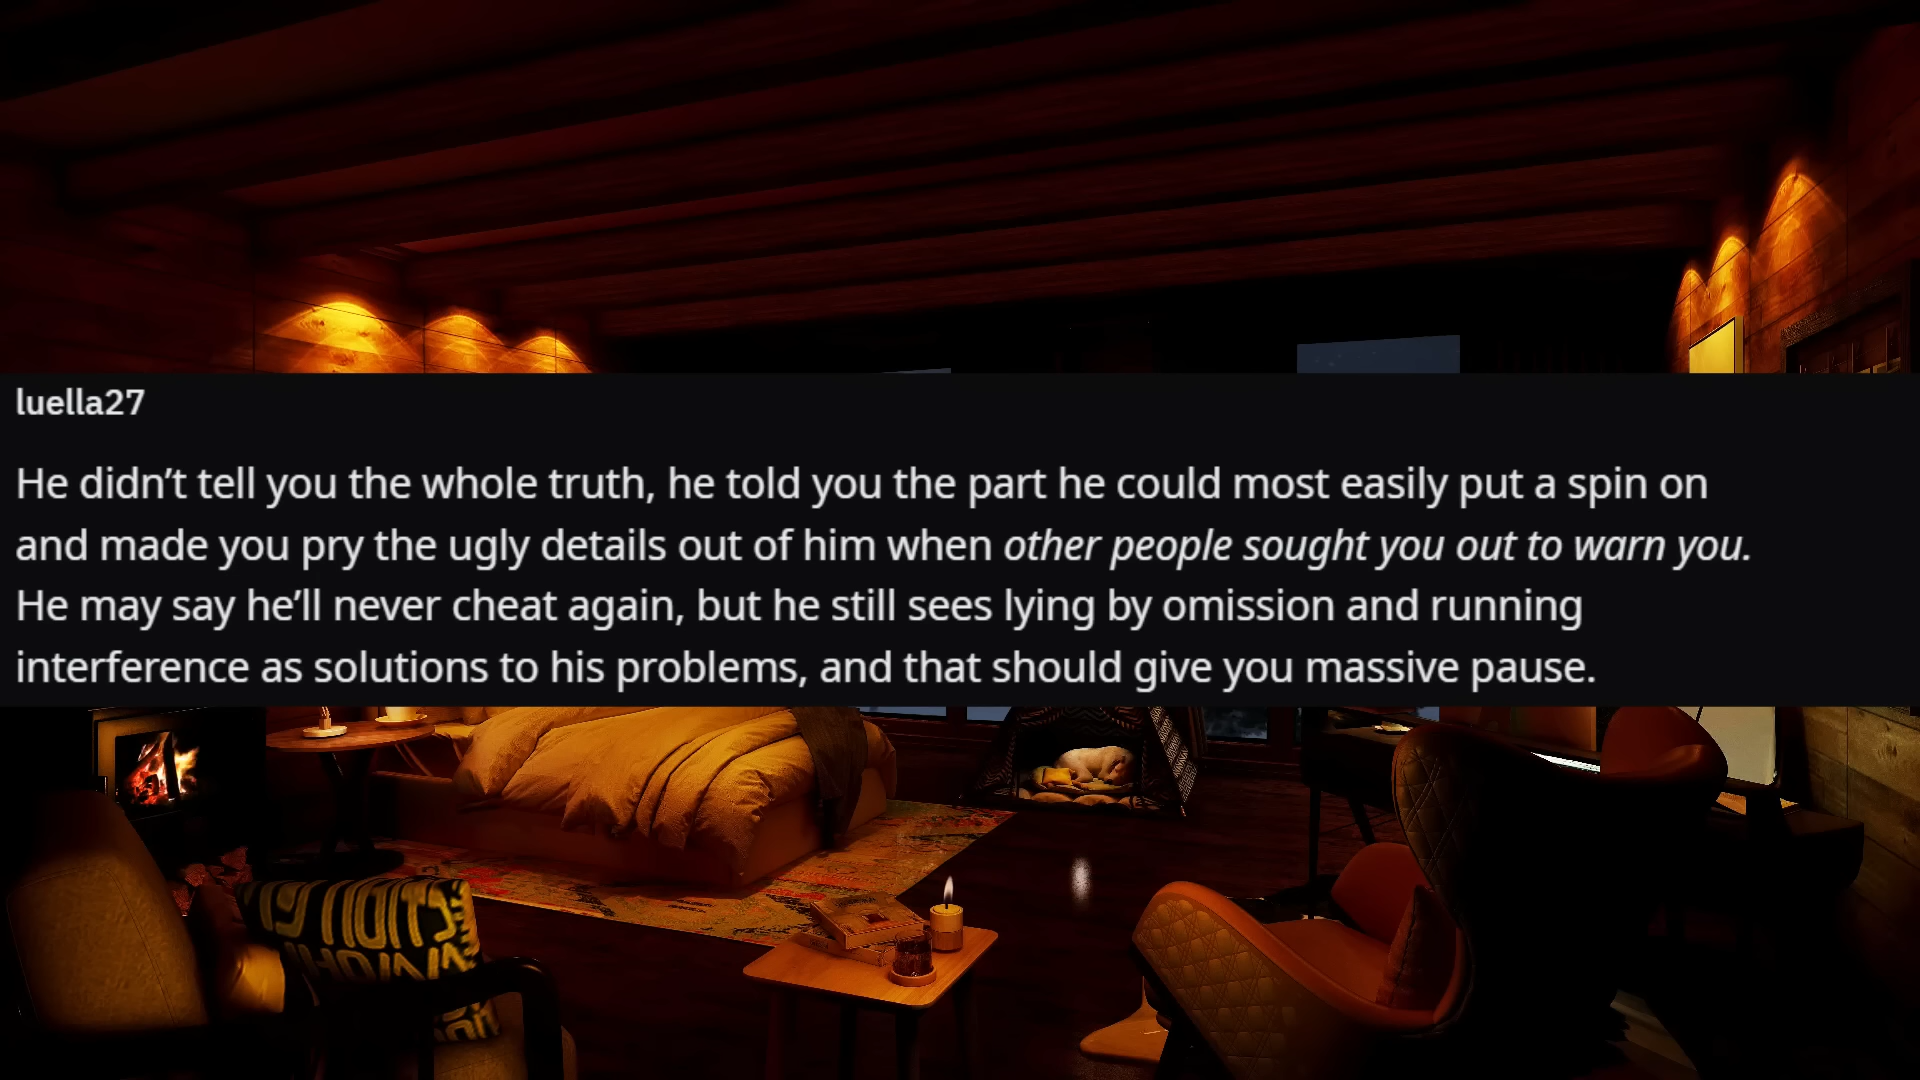 luella27
He didn’t tell you the whole truth, he told you the part he could most easily put a spin on
and made you pry the ugly details out of him when other people sought you out to warn you.
He may say he’ll never cheat again, but he still sees lying by omission and running
interference as solutions to his problems, and that should give you massive pause.